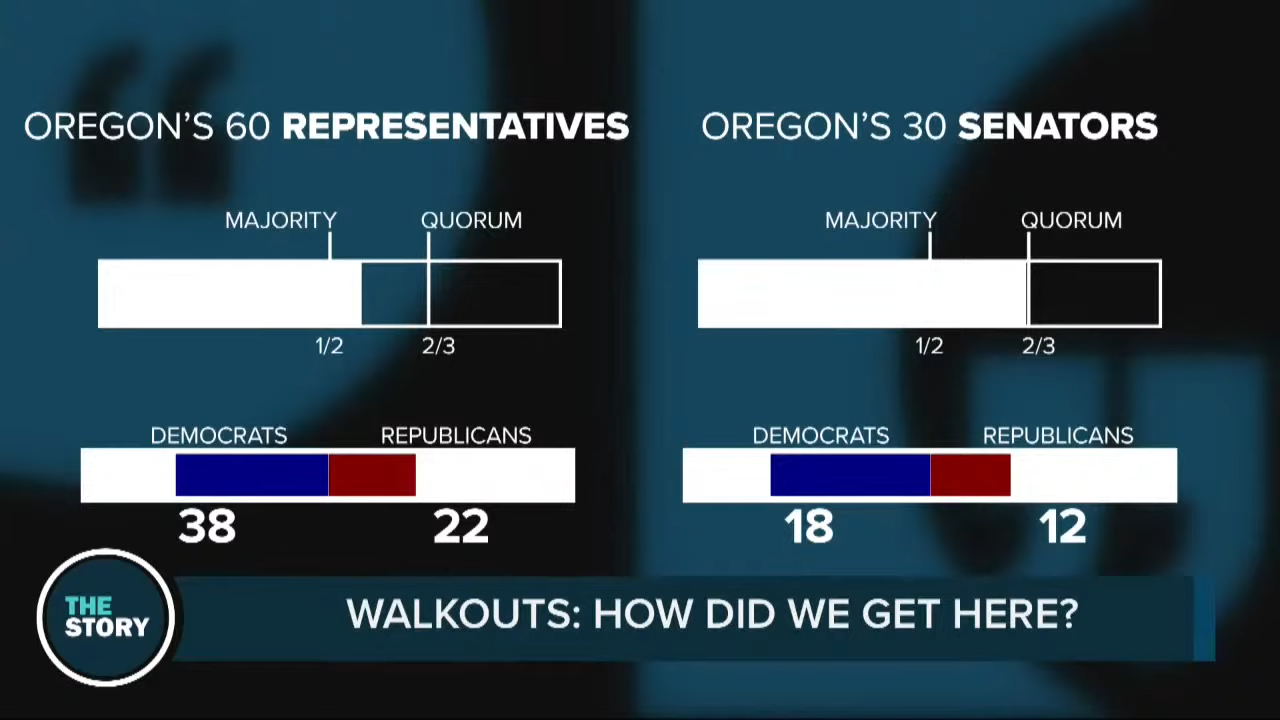 OREGON'S 60 REPRESENTATIVES
MAJORITY QUORUM
1/2 2/3
DEMOCRATS REPUBLICANS
38 22
OREGON'S 30 SENATORS
MAJORITY QUORUM
1/2 2/3
DEMOCRATS REPUBLICANS
18 12
THE
STORY
WALKOUTS: HOW DID WE GET HERE?